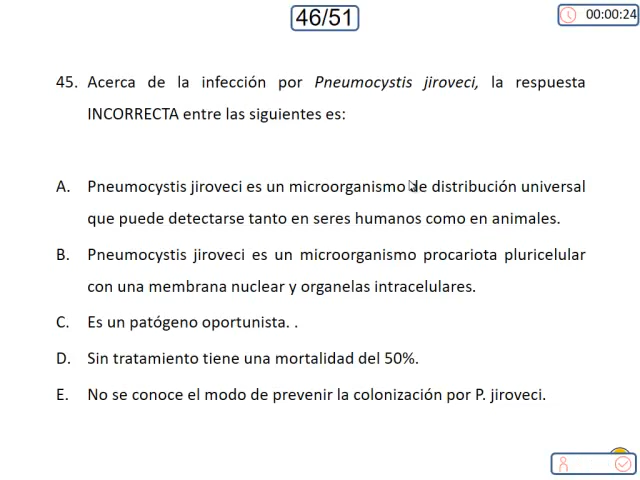 46/51
00:00:24
45. Acerca de la infección por Pneumocystis jiroveci, la respuesta
INCORRECTA entre las siguientes es:
A. Pneumocystis jiroveci es un microorganismo de distribución universal
que puede detectarse tanto en seres humanos como en animales.
B. Pneumocystis jiroveci es un microorganismo procariota pluricelular
con una membrana nuclear y organelas intracelulares.
C. Es un patógeno oportunista. .
D. Sin tratamiento tiene una mortalidad del 50%.
E. No se conoce el modo de prevenir la colonización por P. jiroveci.